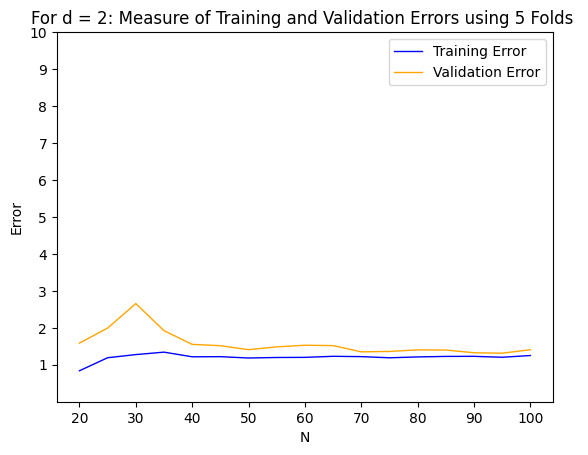 For d = 2: Measure of Training and Validation Errors using 5 Folds
10
9
8
7
6
5
4
3
2
1
Error
Training Error
Validation Error
20 30 40 50 60 70 80 90 100
N